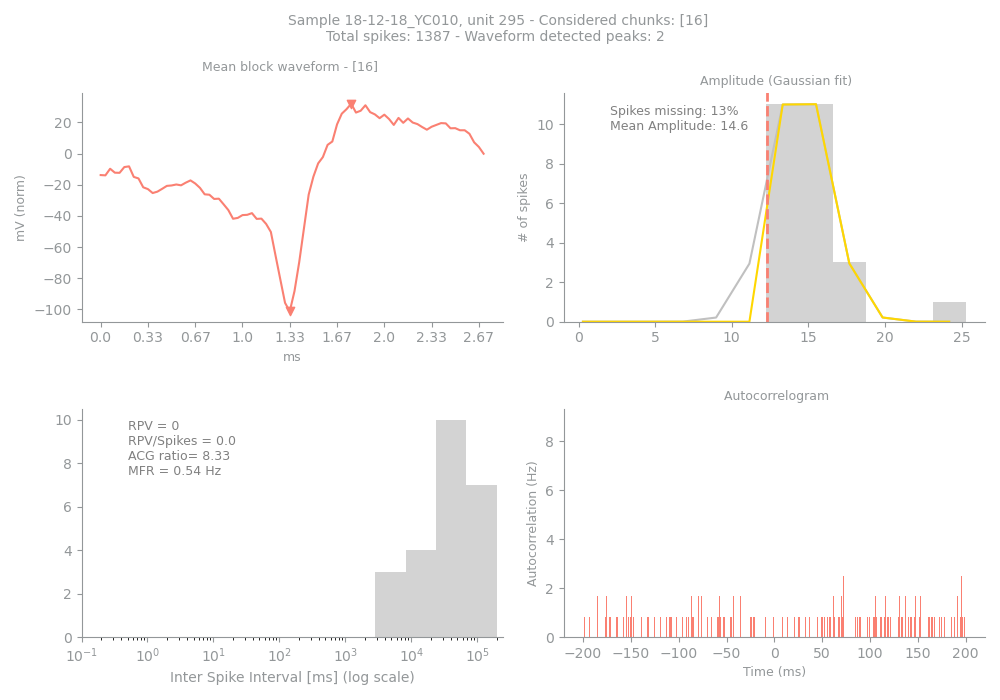 Sample 18-12-18_YC010, unit 295 - Considered chunks: [16]
Total spikes: 1387 - Waveform detected peaks: 2
Mean block waveform - [16]
20
0
−20
−40
−60
−80
−100
mV (norm)
0.0 0.33 0.67 1.0 1.33 1.67 2.0 2.33 2.67
ms
Amplitude (Gaussian fit)
Spikes missing: 13%
Mean Amplitude: 14.6
10
8
6
4
2
0
# of spikes
0 5 10 15 20 25
RPV = 0
RPV/Spikes = 0.0
ACG ratio= 8.33
MFR = 0.54 Hz
10
8
6
4
2
0
10⁻¹ 10⁰ 10¹ 10² 10³ 10⁴ 10⁵
Inter Spike Interval [ms] (log scale)
Autocorrelogram
8
6
4
2
0
Autocorrelation (Hz)
−200 −150 −100 −50 0 50 100 150 200
Time (ms)